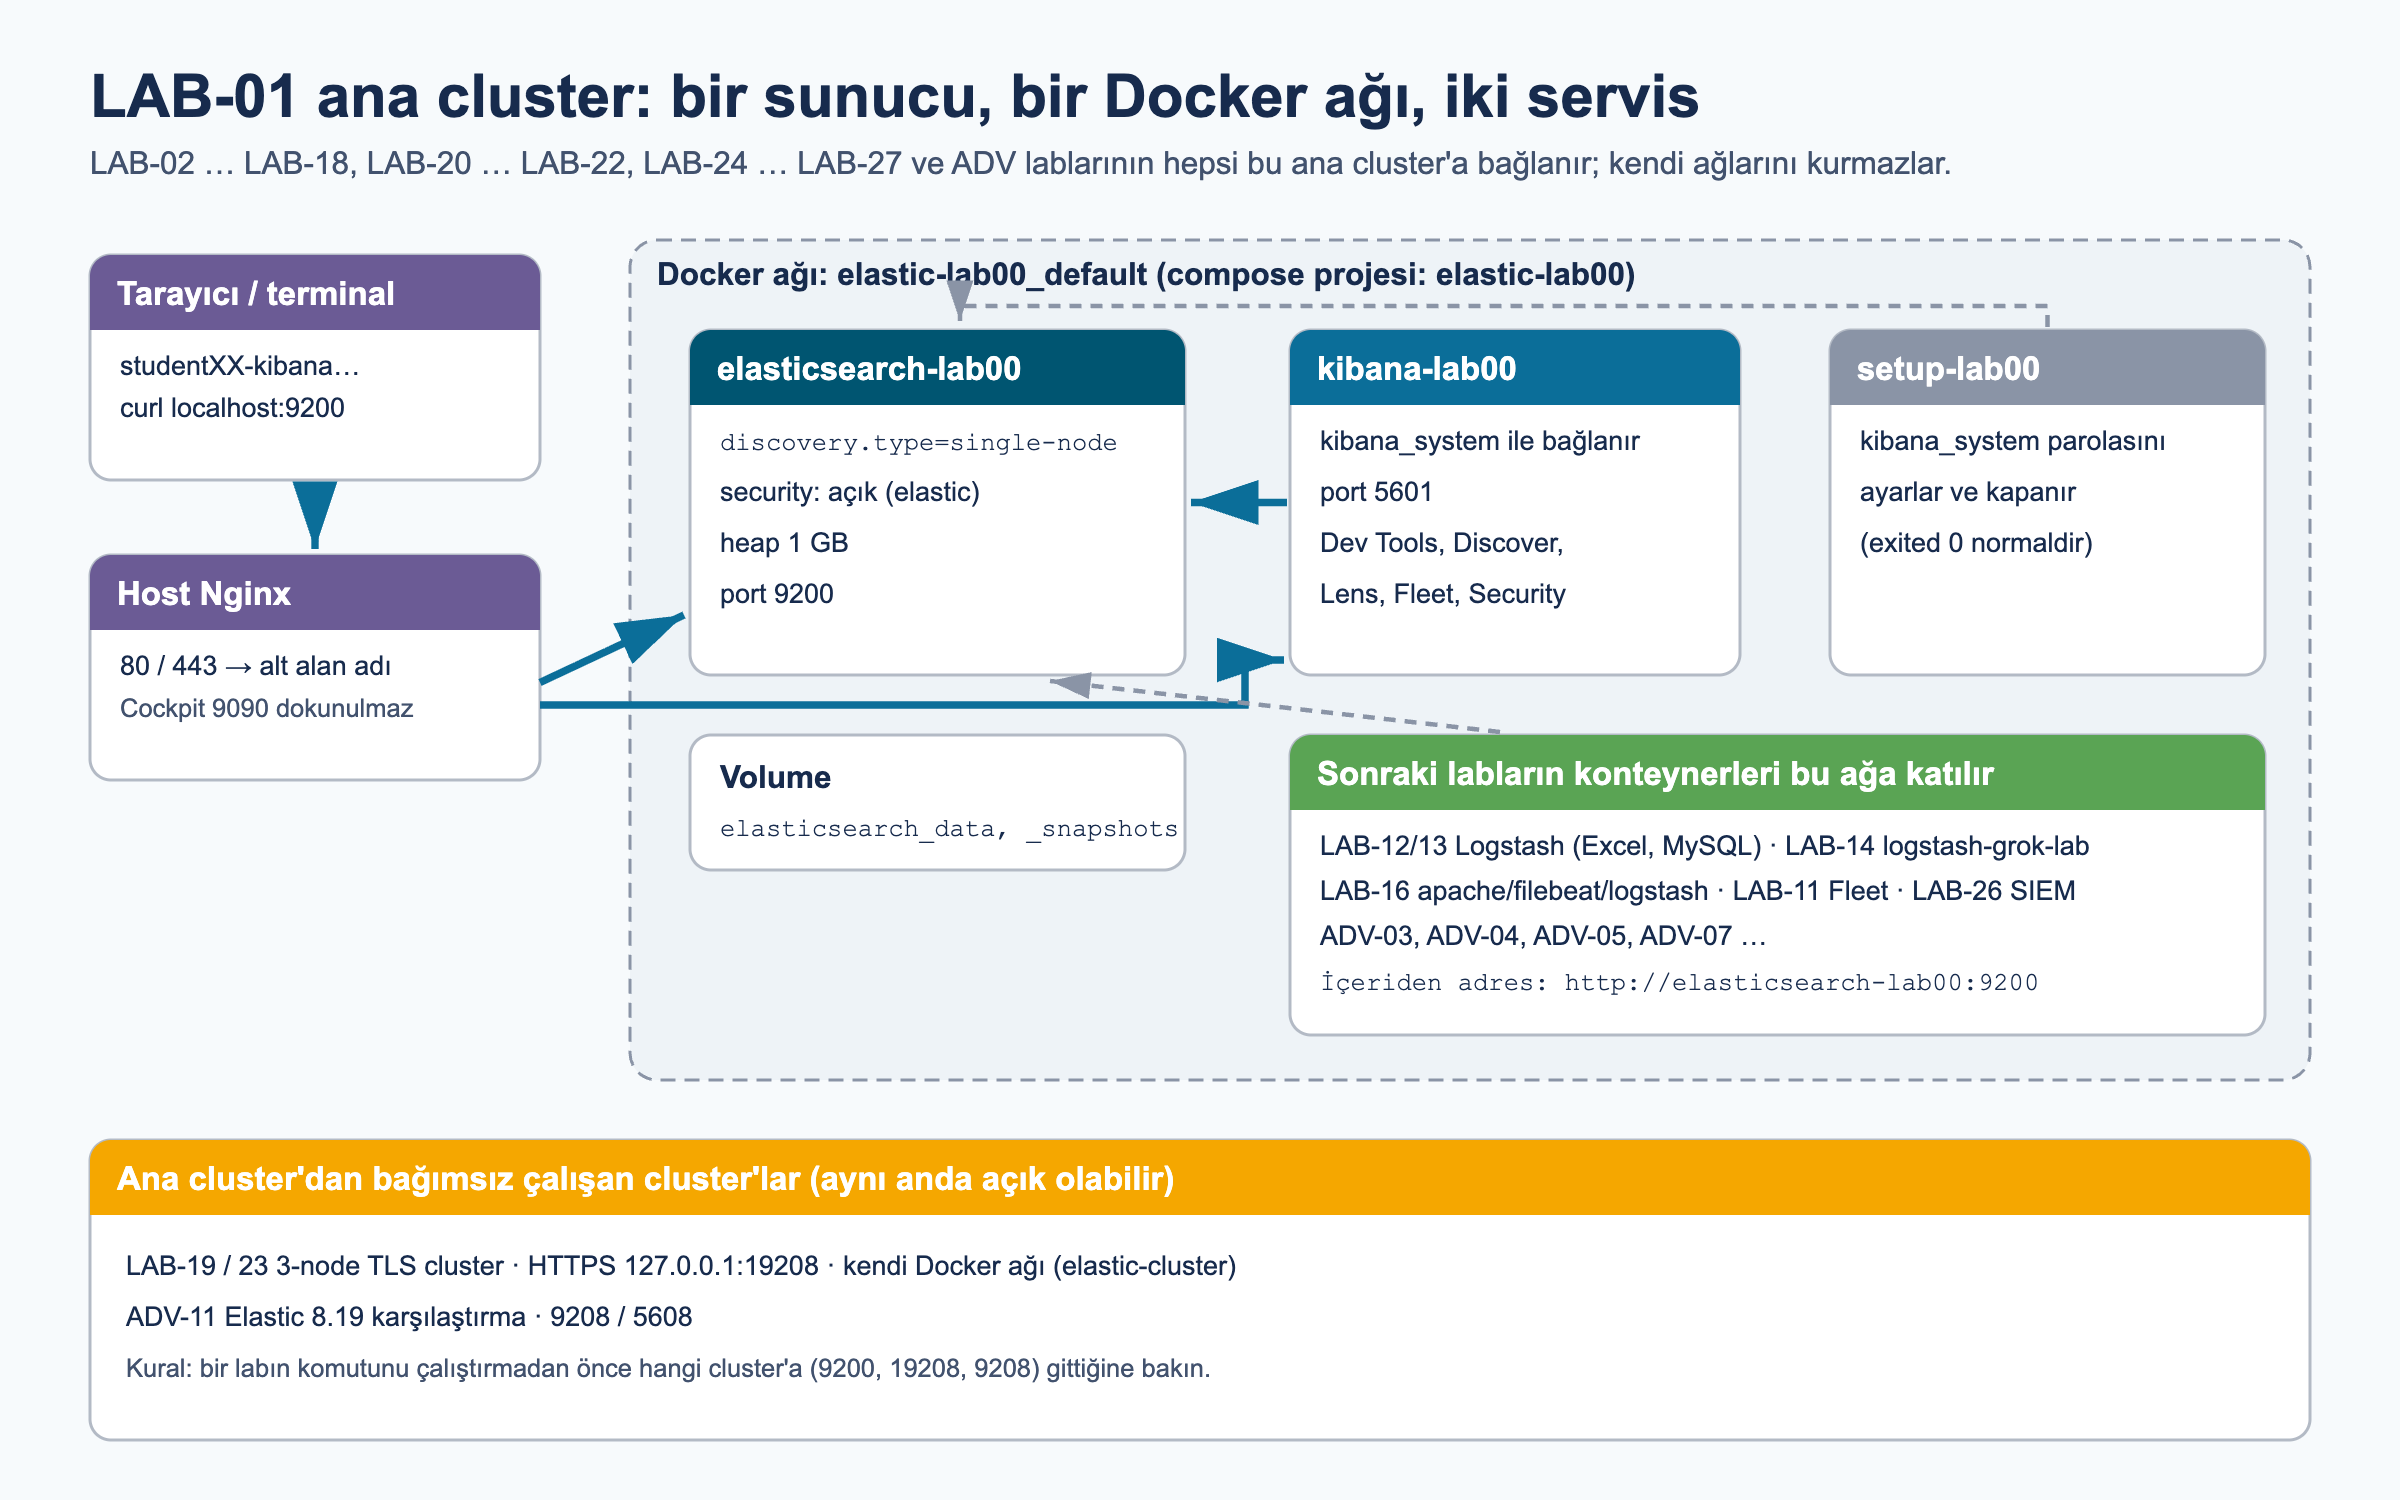 LAB-01 ana cluster: bir sunucu, bir Docker ağı, iki servis
LAB-02 … LAB-18, LAB-20 … LAB-22, LAB-24 … LAB-27 ve ADV lablarının hepsi bu ana cluster'a bağlanır; kendi ağlarını kurmazlar.
Tarayıcı / terminal
studentXX-kibana…
curl localhost:9200
Host Nginx
80 / 443 → alt alan adı
Cockpit 9090 dokunulmaz
Docker ağı: elastic-lab00_default (compose projesi: elastic-lab00)
elasticsearch-lab00
discovery.type=single-node
security: açık (elastic)
heap 1 GB
port 9200
kibana-lab00
kibana_system ile bağlanır
port 5601
Dev Tools, Discover,
Lens, Fleet, Security
setup-lab00
kibana_system parolasını
ayarlar ve kapanır
(exited 0 normaldir)
Volume
elasticsearch_data, _snapshots
Sonraki labların konteynerleri bu ağa katılır
LAB-12/13 Logstash (Excel, MySQL) · LAB-14 logstash-grok-lab
LAB-16 apache/filebeat/logstash · LAB-11 Fleet · LAB-26 SIEM
ADV-03, ADV-04, ADV-05, ADV-07 …
İçeriden adres: http://elasticsearch-lab00:9200
Ana cluster'dan bağımsız çalışan cluster'lar (aynı anda açık olabilir)
LAB-19 / 23 3-node TLS cluster · HTTPS 127.0.0.1:19208 · kendi Docker ağı (elastic-cluster)
ADV-11 Elastic 8.19 karşılaştırma · 9208 / 5608
Kural: bir labın komutunu çalıştırmadan önce hangi cluster'a (9200, 19208, 9208) gittiğine bakın.